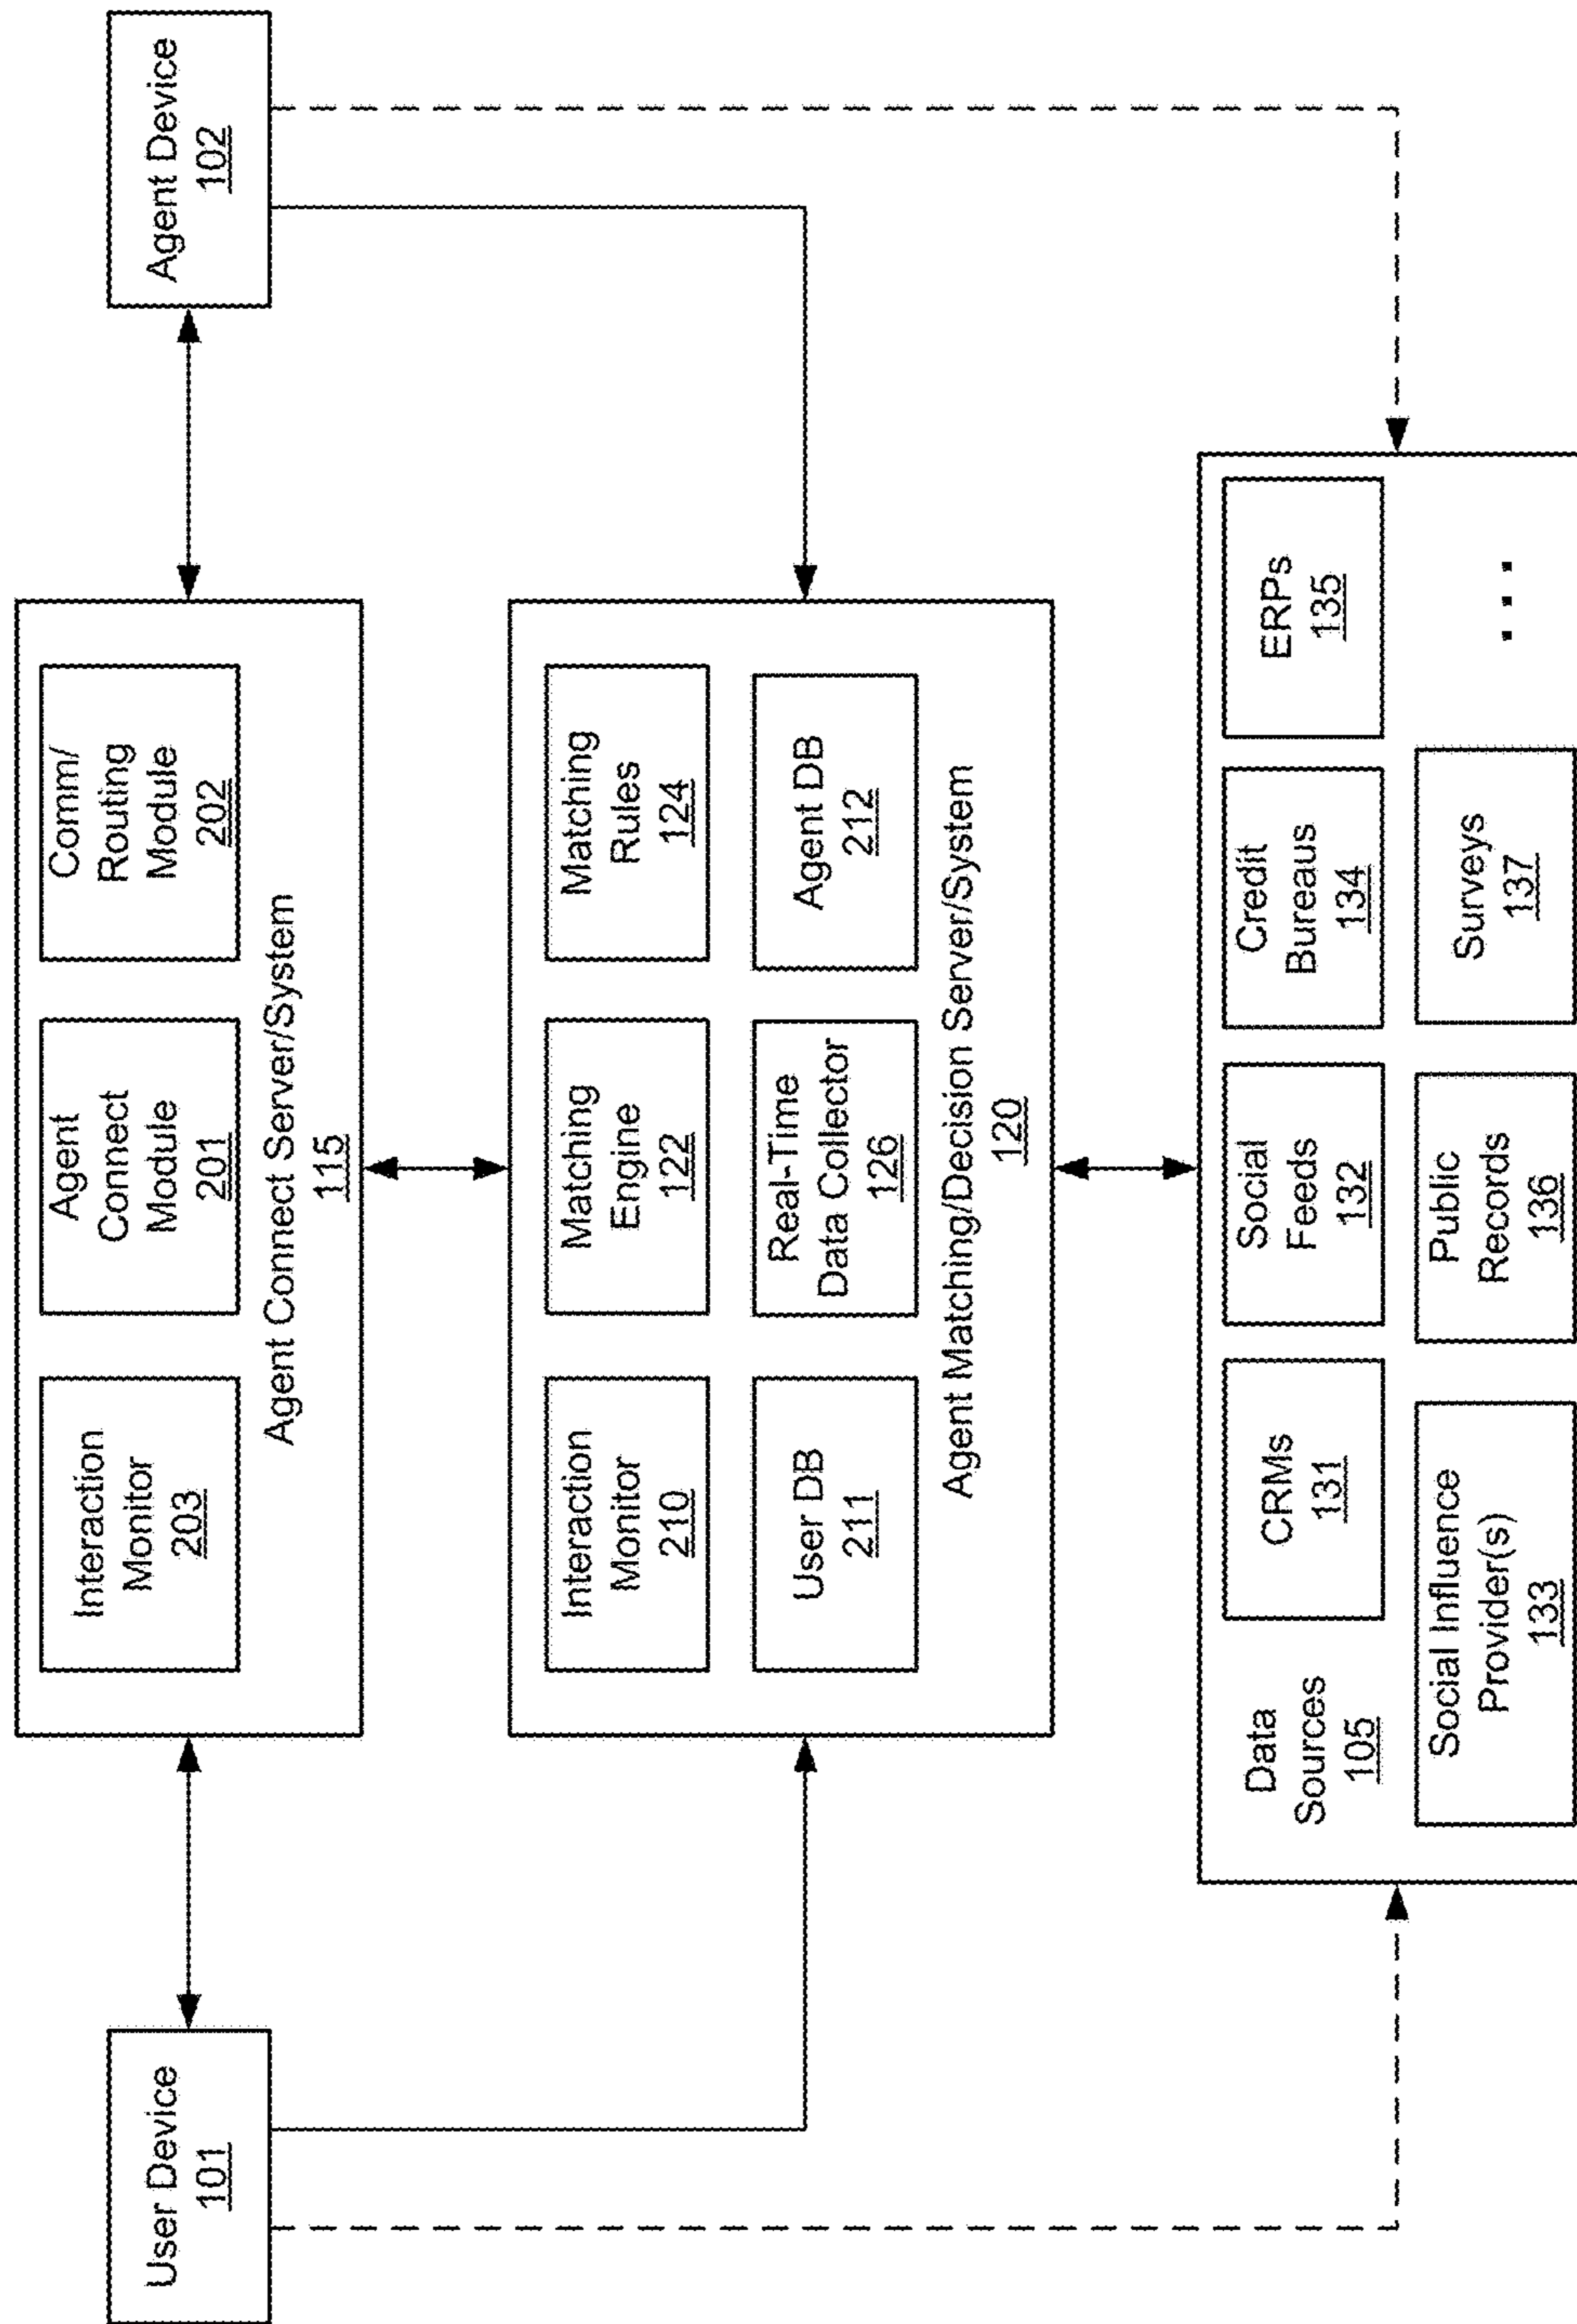 User Device
101
Interaction
Monitor
203
Agent
Connect
Module
201
Comm/
Routing
Module
202
Agent Connect Server/System
115
Agent Device
102
Interaction
Monitor
210
Matching
Engine
122
Matching
Rules
124
User DB
211
Real-Time
Data Collector
126
Agent DB
212
Agent Matching/Decision Server/System
120
Data
Sources
105
CRMs
131
Social
Feeds
132
Credit
Bureaus
134
ERPs
135
Social Influence
Provider(s)
133
Public
Records
136
Surveys
137
...